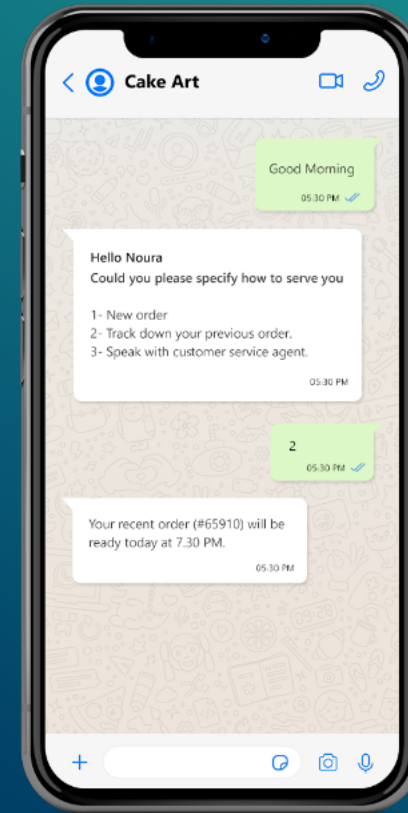 Cake Art
Good Morning
05:30 PM
Hello Noura
Could you please specify how to serve you
1- New order
2- Track down your previous order.
3- Speak with customer service agent.
05:30 PM
2
05:30 PM
Your recent order (#65910) will be
ready today at 7.30 PM.
05:30 PM